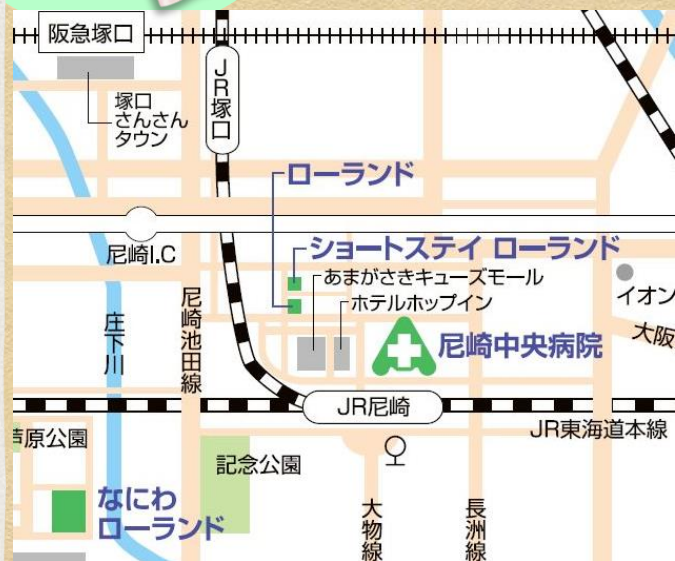 阪急塚口
JR塚口
塚口
さんさん
タウン
ローランド
尼崎I.C
ショートステイ ローランド
あまがさきキューズモール
ホテルホップイン
イオン
大阪
庄下川
尼崎池田線
尼崎中央病院
JR尼崎
JR東海道本線
芦原公園
記念公園
なにわ
ローランド
大物線
長洲線